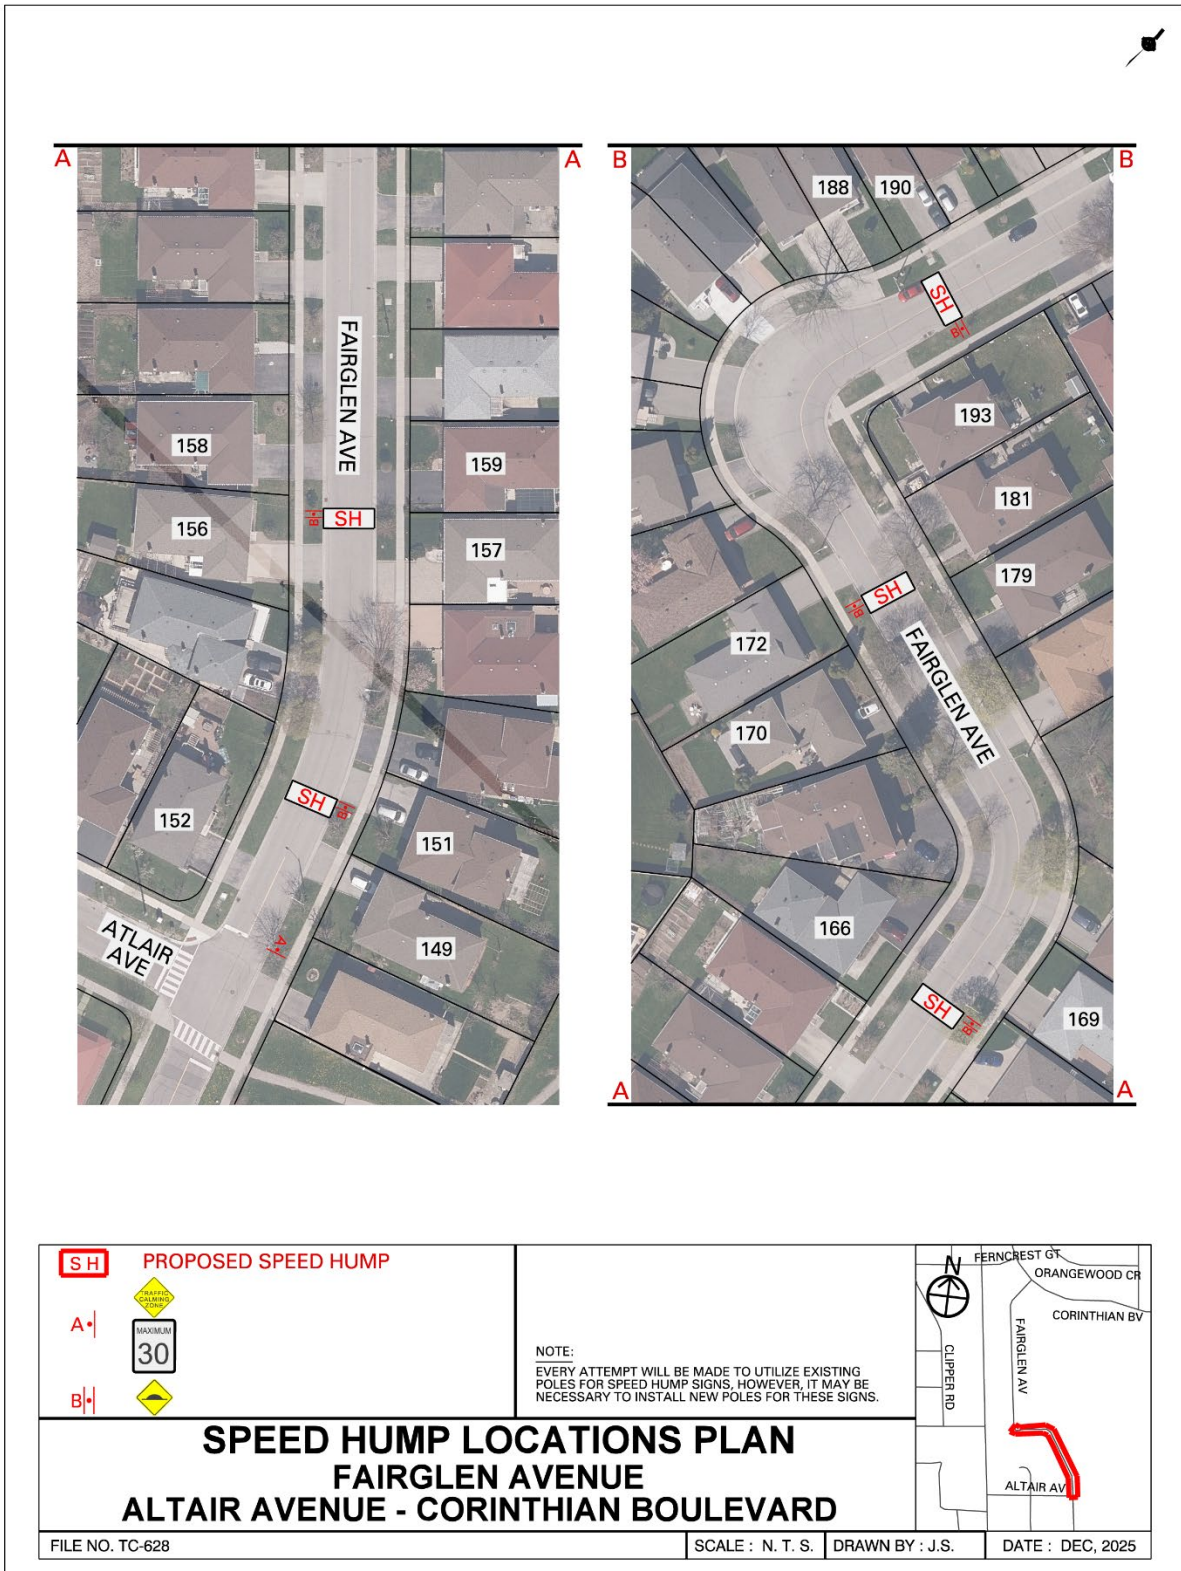 A A
FAIRGLEN AVE
158
159
B SH
156
157
SH B
152
151
A
ATLAIR
AVE
149
B B
188 190
SH
B
193
181
179
SH
B
172
FAIRGLEN AVE
170
166
SH B
169
A A
SH PROPOSED SPEED HUMP
TRAFFIC
CALMING
ZONE
A
MAXIMUM
30
B
NOTE:
EVERY ATTEMPT WILL BE MADE TO UTILIZE EXISTING
POLES FOR SPEED HUMP SIGNS, HOWEVER, IT MAY BE
NECESSARY TO INSTALL NEW POLES FOR THESE SIGNS.
N
FERNCREST GT
ORANGEWOOD CR
CORINTHIAN BV
FAIRGLEN AV
CLIPPER RD
ALTAIR AV
SPEED HUMP LOCATIONS PLAN
FAIRGLEN AVENUE
ALTAIR AVENUE - CORINTHIAN BOULEVARD
FILE NO. TC-628
SCALE : N. T. S.
DRAWN BY : J.S.
DATE : DEC, 2025